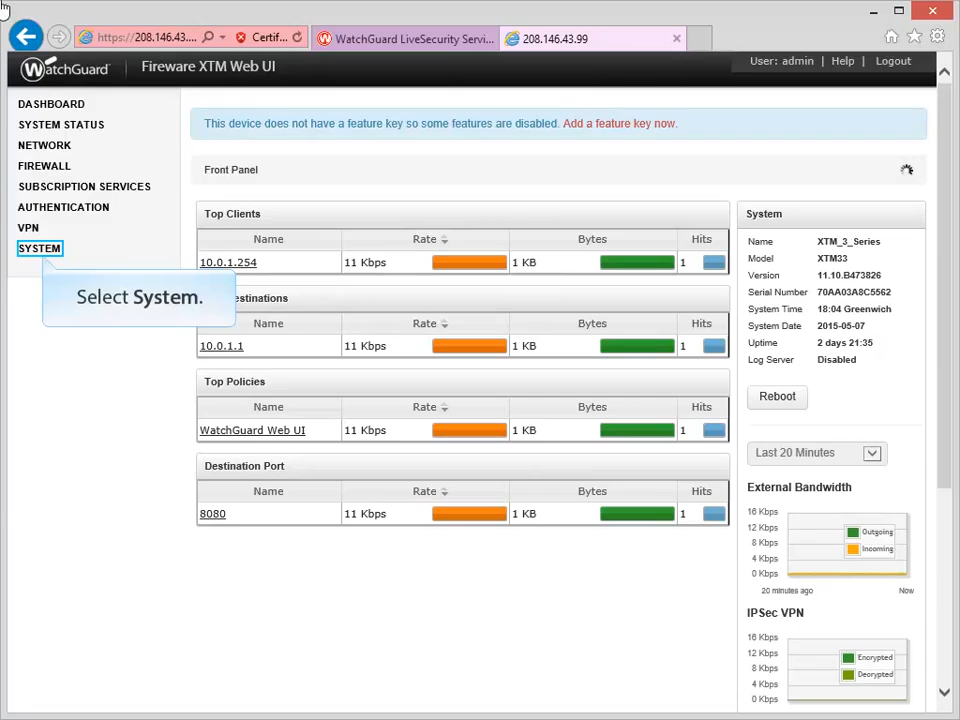 https://208.146.43.... Certif... WatchGuard LiveSecurity Servi... 208.146.43.99
WatchGuard Fireware XTM Web UI User: admin | Help | Logout
DASHBOARD
SYSTEM STATUS
NETWORK
FIREWALL
SUBSCRIPTION SERVICES
AUTHENTICATION
VPN
SYSTEM
Select System.
This device does not have a feature key so some features are disabled. Add a feature key now.
Front Panel
Top Clients
Name Rate Bytes Hits
10.0.1.254 11 Kbps 1 KB 1
estinations
Name Rate Bytes Hits
10.0.1.1 11 Kbps 1 KB 1
Top Policies
Name Rate Bytes Hits
WatchGuard Web UI 11 Kbps 1 KB 1
Destination Port
Name Rate Bytes Hits
8080 11 Kbps 1 KB 1
System
Name XTM_3_Series
Model XTM33
Version 11.10.B473826
Serial Number 70AA03A8C5562
System Time 18:04 Greenwich
System Date 2015-05-07
Uptime 2 days 21:35
Log Server Disabled
Reboot
Last 20 Minutes
External Bandwidth
16 Kbps
12 Kbps
8 Kbps
4 Kbps
0 Kbps
Outgoing
Incoming
20 minutes ago Now
IPSec VPN
16 Kbps
12 Kbps
8 Kbps
4 Kbps
0 Kbps
Encrypted
Decrypted